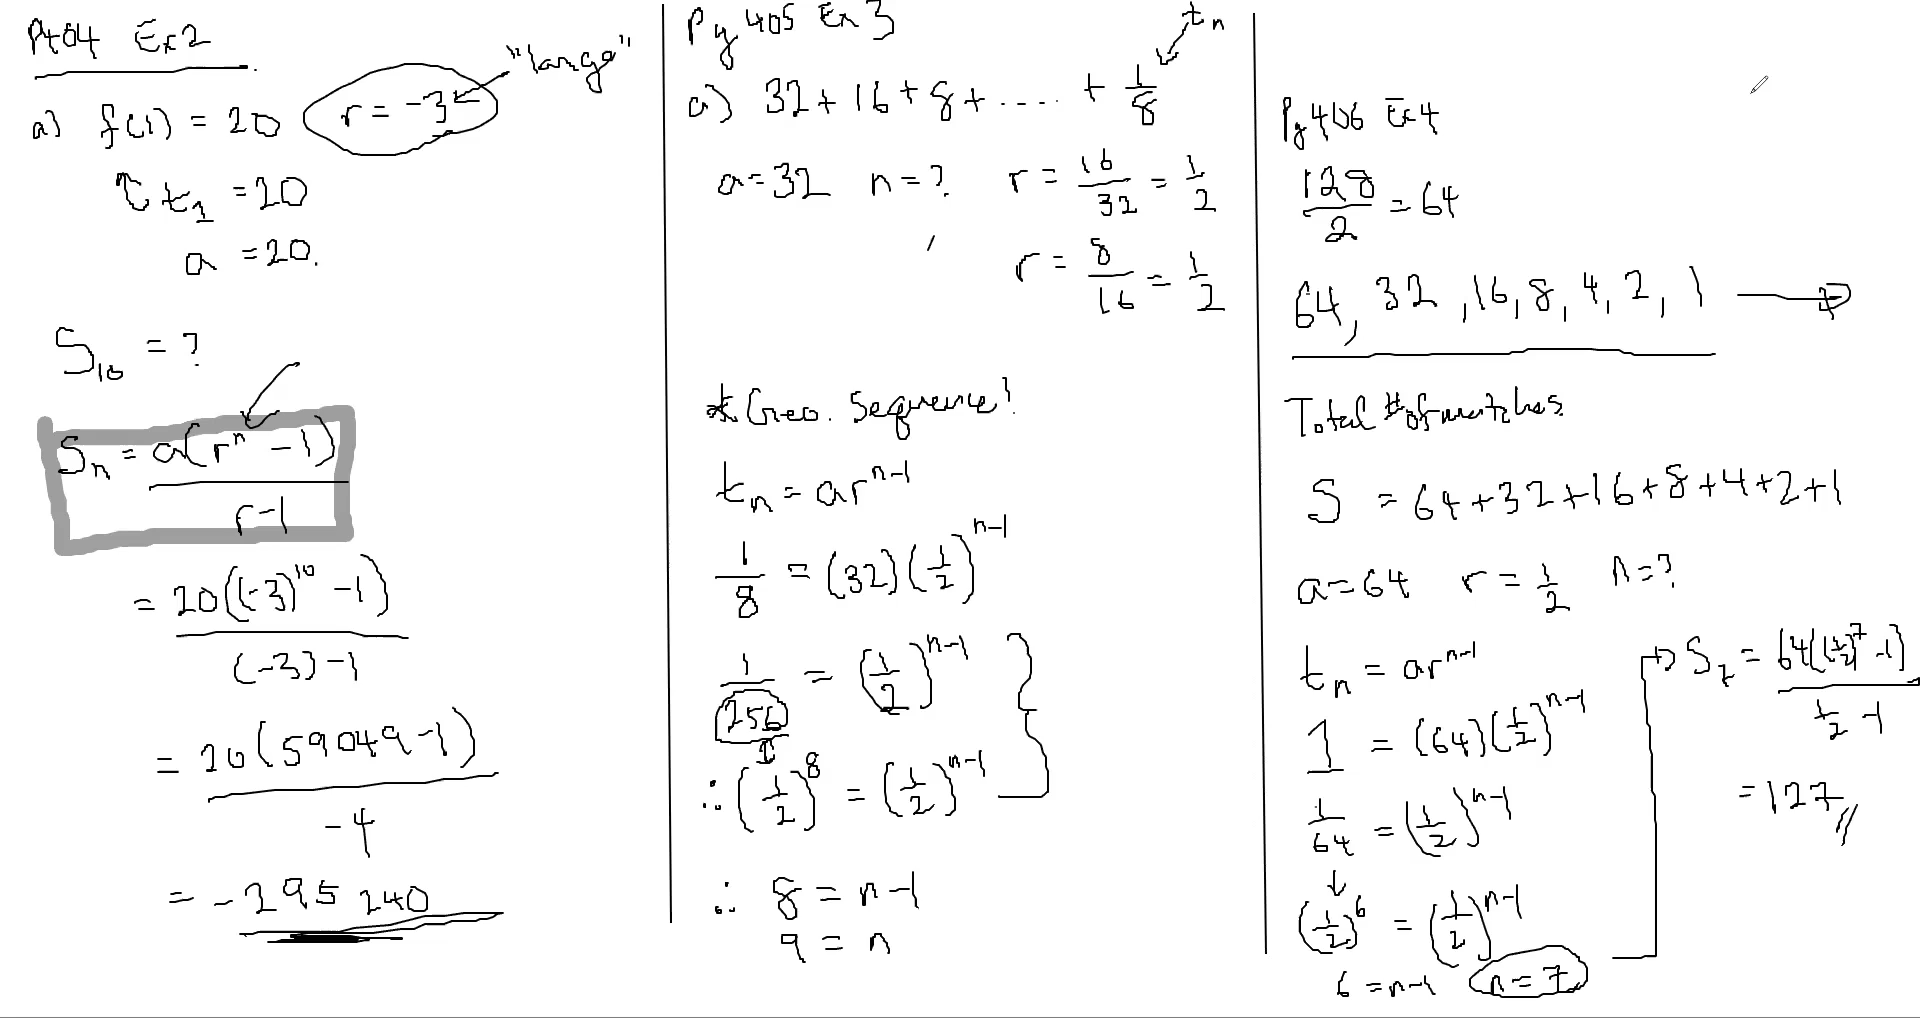 P404 Ex2
a) f(1) = 20
r = -3
"large"
t₁ = 20
a = 20.
S₁₀ = ?
Sₙ = a(rⁿ - 1)
r - 1
= 20((-3)¹⁰ - 1)
(-3) - 1
= 20(59049 - 1)
-4
= -295 240
Pg 405 Ex 3
tₙ
a) 32 + 16 + 8 + .... + 1/8
a = 32 n = ? r = 16/32 = 1/2
r = 8/16 = 1/2
* Geo. Sequence!
tₙ = arⁿ⁻¹
1/8 = (32)(1/2)ⁿ⁻¹
1/256 = (1/2)ⁿ⁻¹
∴ (1/2)⁸ = (1/2)ⁿ⁻¹
∴ 8 = n - 1
9 = n
Pg 406 Ex 4
128/2 = 64
64, 32, 16, 8, 4, 2, 1
Total # of matches.
S = 64 + 32 + 16 + 8 + 4 + 2 + 1
a = 64 r = 1/2 n = ?
tₙ = arⁿ⁻¹
1 = (64)(1/2)ⁿ⁻¹
1/64 = (1/2)ⁿ⁻¹
(1/2)⁶ = (1/2)ⁿ⁻¹
6 = n - 1 n = 7
S₇ = 64((1/2)⁷ - 1)
1/2 - 1
= 127